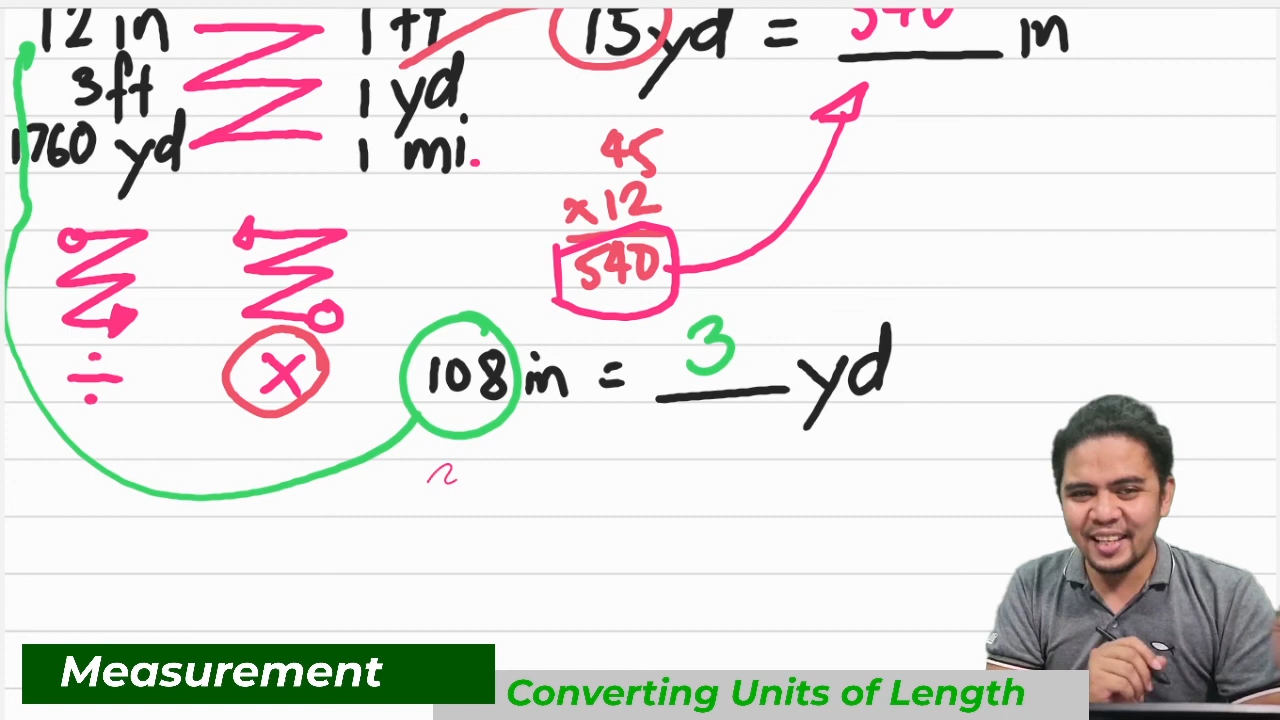 12 in 1 ft 15 yd = 540 in
3 ft 1 yd
1760 yd 1 mi.
45
x 12
540
÷ x
108 in = 3 yd
Measurement
Converting Units of Length